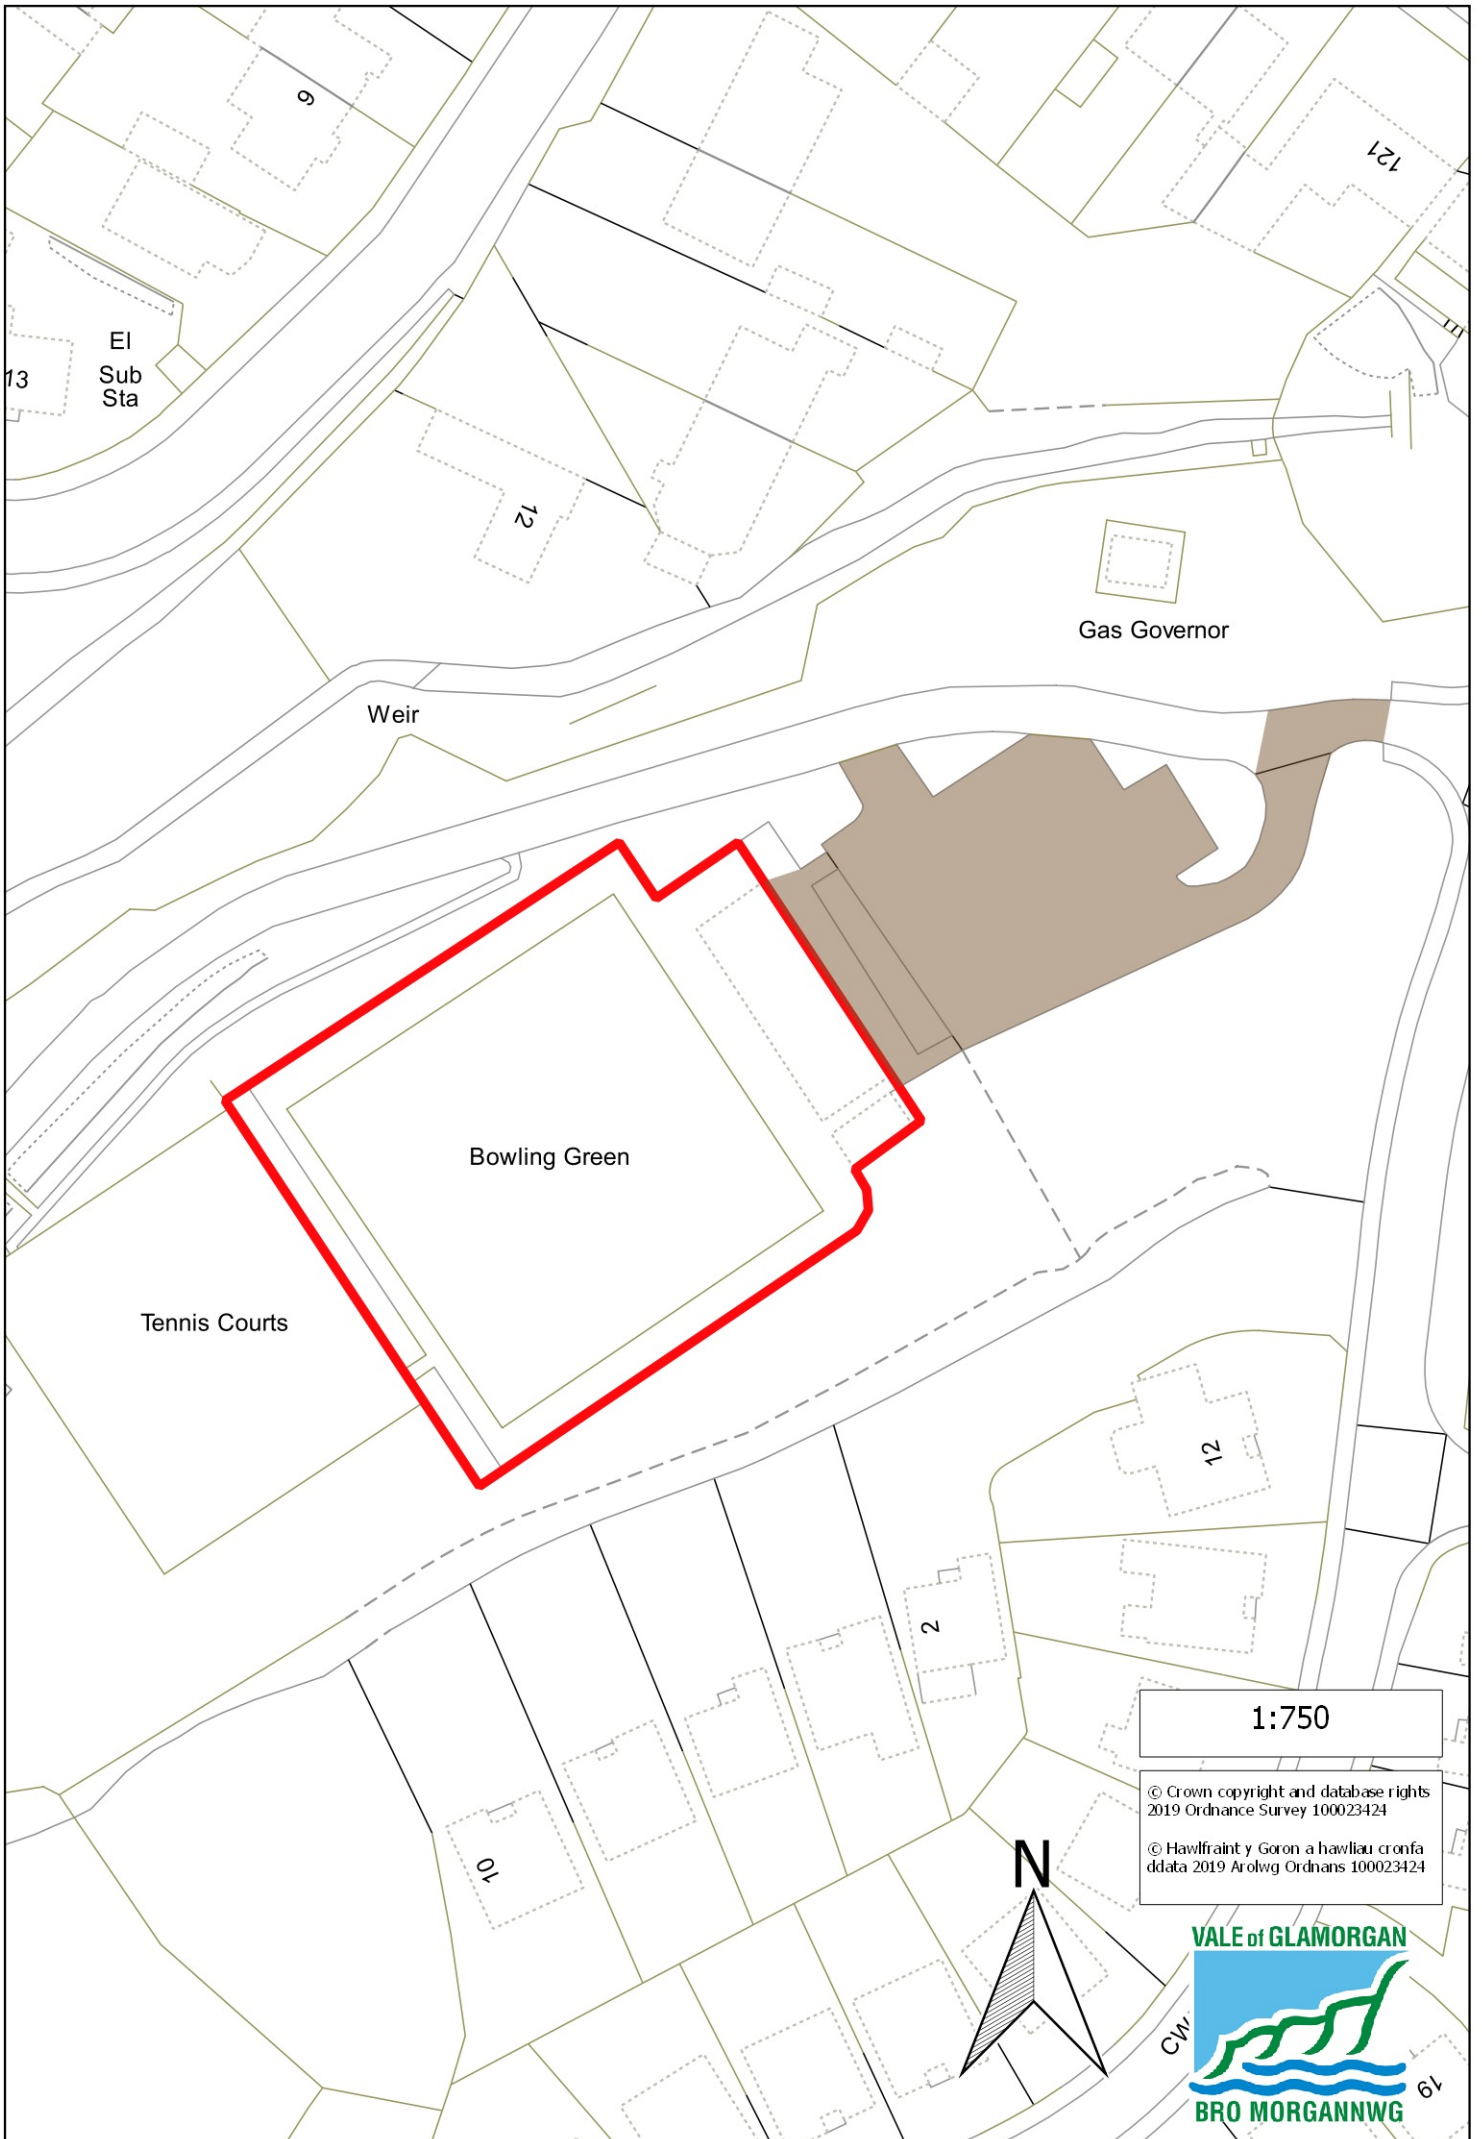 6
121
El
Sub
Sta
13
12
Gas Governor
Weir
Bowling Green
Tennis Courts
12
2
10
1:750
© Crown copyright and database rights
2019 Ordnance Survey 100023424
© Hawlfraint y Goron a hawliau cronfa
ddata 2019 Arolwg Ordnans 100023424
N
VALE of GLAMORGAN
CW
19
BRO MORGANNWG